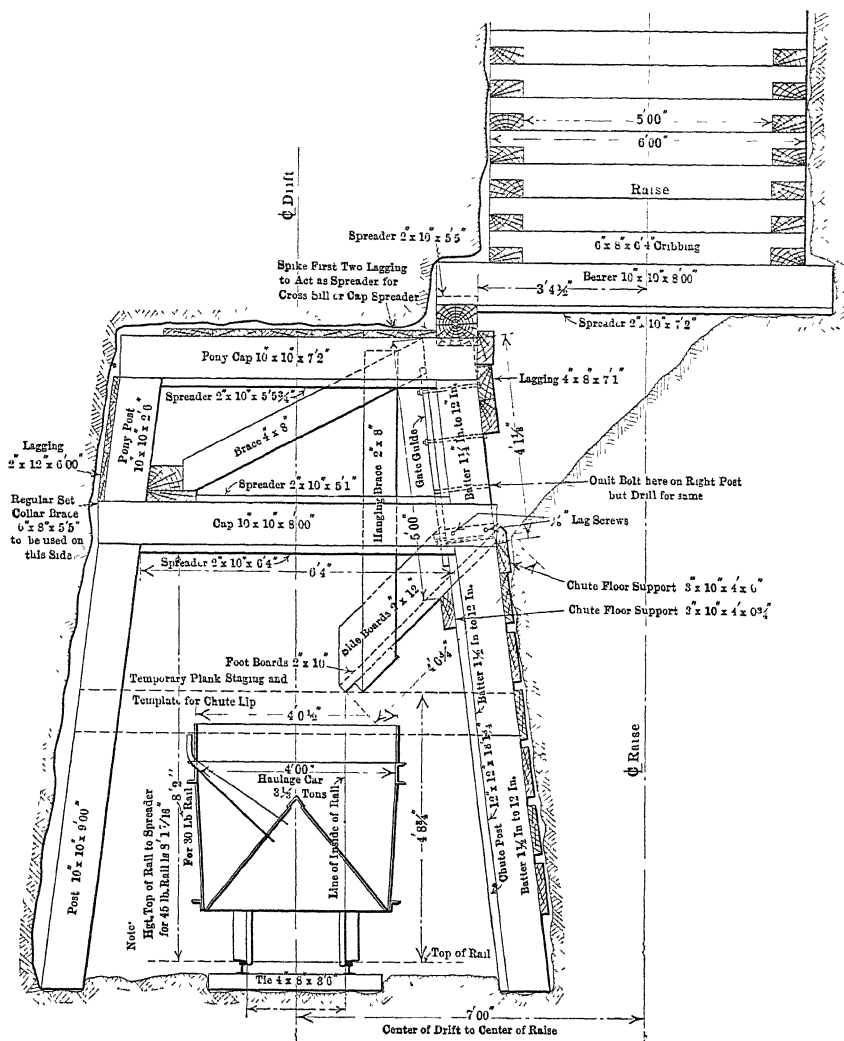 5'00"
6'00"
Raise
6"x 8"x 6'4" Cribbing
Bearer 10"x 10"x 8'00"
3'4½"
Spreader 2"x 10"x 7'2"
℄ Drift
Spreader 2"x 10"x 5'5"
Spike First Two Lagging
to Act as Spreader for
Cross Sill or Cap Spreader
Pony Cap 10"x 10"x 7'2"
Spreader 2"x 10"x 5'5¾"
Lagging 4"x 8"x 7'1"
Pony Post
10"x 10"x 2'6"
Brace 4"x 8"
Hanging Brace 2"x 8"
Gate Guide
Batter 1½" In. to 12 In.
4'1⅛"
Lagging
2"x 12"x 6'00"
Spreader 2"x 10"x 5'1"
Omit Bolt here on Right Post
but Drill for same
Regular Set
Collar Brace
6"x 8"x 5'5"
to be used on
this Side
Cap 10"x 10"x 8'00"
5'00"
Lag Screws
Spreader 2"x 10"x 6'4"
6'4"
Chute Floor Support 3"x 10"x 4'x 6"
Chute Floor Support 3"x 10"x 4'x 0¾"
Side Boards 2"x 12"
Foot Boards 2"x 10"
4'0¾"
Batter 1½ In to 12 In.
Temporary Plank Staging and
Template for Chute Lip
4'0½"
4'00"
Haulage Car
3⅓ Tons
Line of Inside of Rail
4'8¾"
℄ Raise
Post 10"x 10"x 9'00"
Note:
Hgt, Top of Rail to Spreader
for 45 lb. Rail is 8'1 7/16"
8'2"
For 30 Lb Rail
Chute Post 12"x 12"
Batter 1½ In to 12 In.
Top of Rail
Tie 4"x 8"x 3'6"
7'00"
Center of Drift to Center of Raise